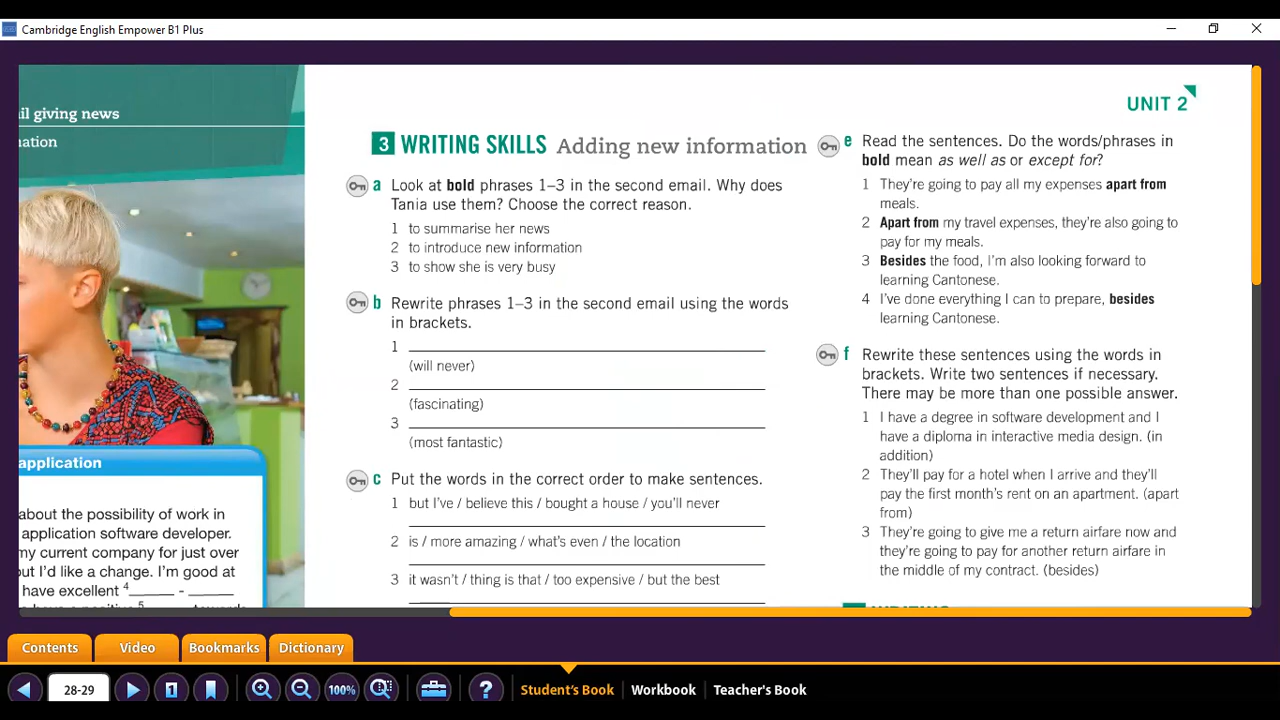 Cambridge English Empower B1 Plus
il giving news
nation
application
about the possibility of work in
application software developer.
my current company for just over
out I'd like a change. I'm good at
have excellent 4______ - ______
UNIT 2
3 WRITING SKILLS Adding new information
a Look at bold phrases 1–3 in the second email. Why does
Tania use them? Choose the correct reason.
1 to summarise her news
2 to introduce new information
3 to show she is very busy
b Rewrite phrases 1–3 in the second email using the words
in brackets.
1
(will never)
2
(fascinating)
3
(most fantastic)
c Put the words in the correct order to make sentences.
1 but I've / believe this / bought a house / you'll never
2 is / more amazing / what's even / the location
3 it wasn't / thing is that / too expensive / but the best
e Read the sentences. Do the words/phrases in
bold mean as well as or except for?
1 They're going to pay all my expenses apart from
meals.
2 Apart from my travel expenses, they're also going to
pay for my meals.
3 Besides the food, I'm also looking forward to
learning Cantonese.
4 I've done everything I can to prepare, besides
learning Cantonese.
f Rewrite these sentences using the words in
brackets. Write two sentences if necessary.
There may be more than one possible answer.
1 I have a degree in software development and I
have a diploma in interactive media design. (in
addition)
2 They'll pay for a hotel when I arrive and they'll
pay the first month's rent on an apartment. (apart
from)
3 They're going to give me a return airfare now and
they're going to pay for another return airfare in
the middle of my contract. (besides)
Contents Video Bookmarks Dictionary
28-29 1 100% ? Student's Book Workbook Teacher's Book